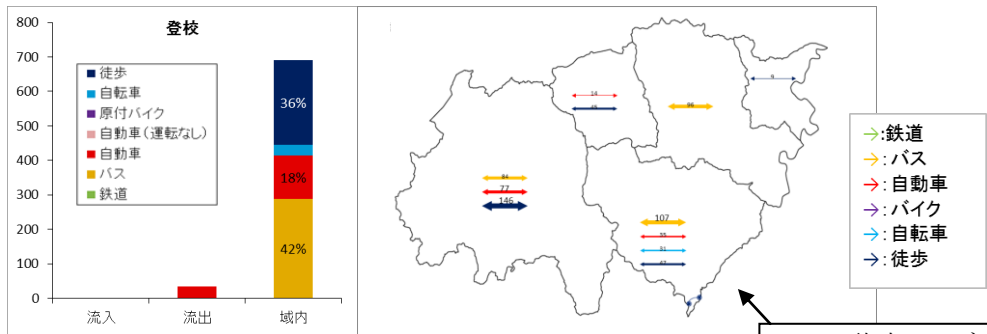 登校
800
700
600
500
400
300
200
100
0
徒歩
自転車
原付バイク
自動車(運転なし)
自動車
バス
鉄道
36%
18%
42%
流入
流出
域内
14
96
9
84
77
146
107
35
31
→:鉄道
→:バス
→:自動車
→:バイク
→:自転車
→:徒歩